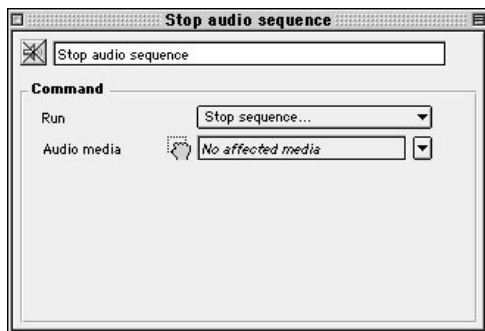 Stop audio sequence
Stop audio sequence
Command
Run Stop sequence...
Audio media No affected media